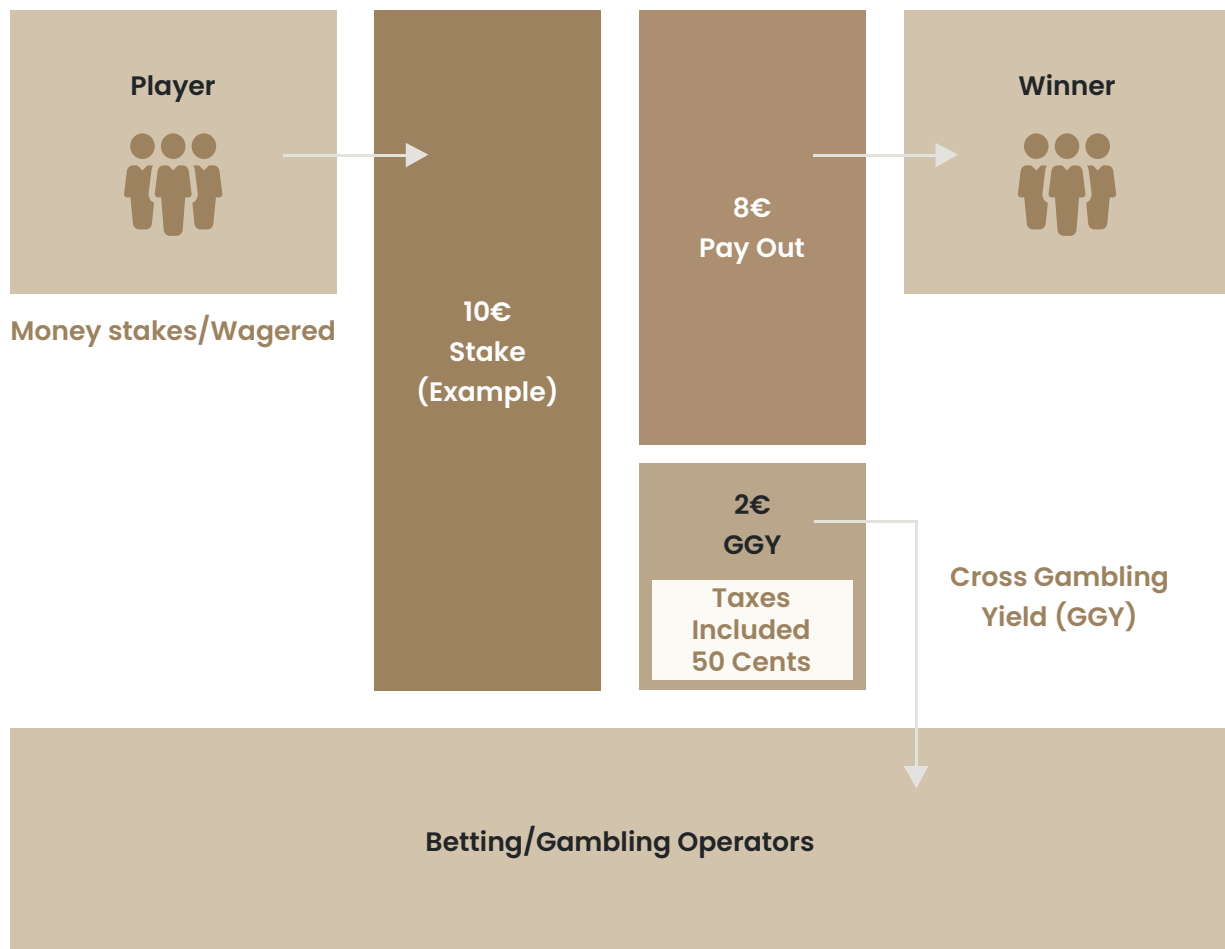 Player
Money stakes/Wagered
10€
Stake
(Example)
8€
Pay Out
Winner
2€
GGY
Taxes
Included
50 Cents
Cross Gambling
Yield (GGY)
Betting/Gambling Operators